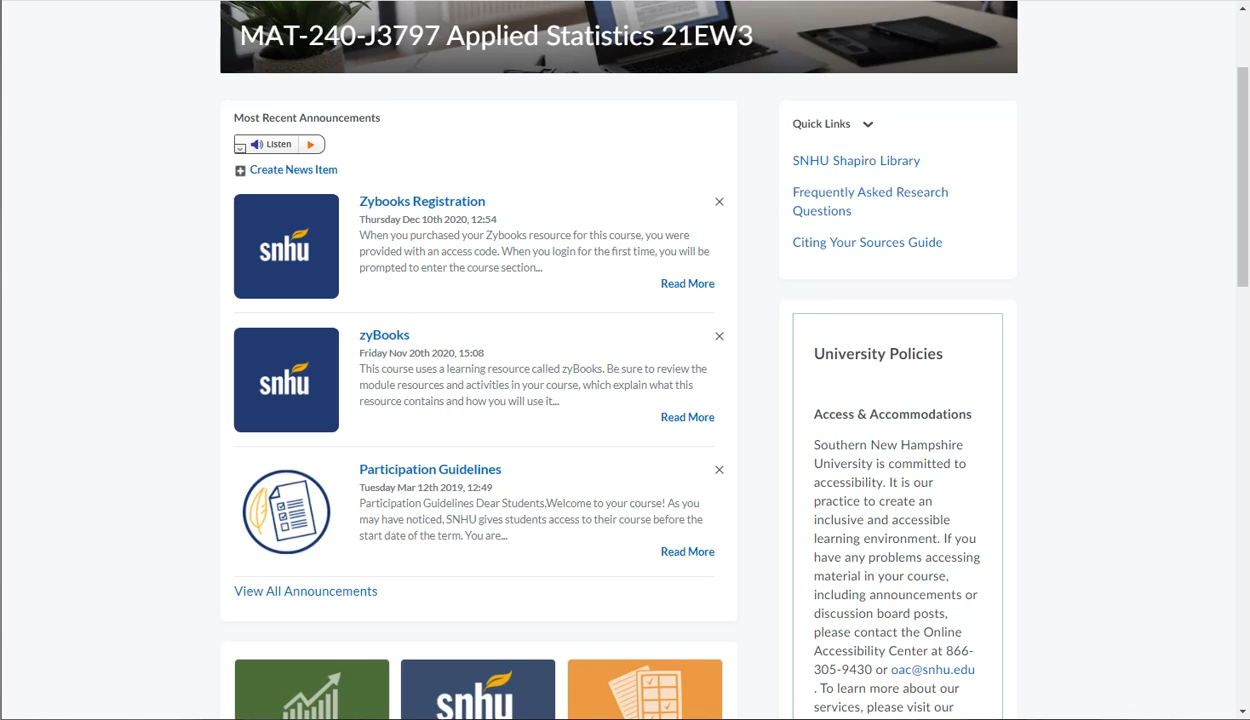 MAT-240-J3797 Applied Statistics 21EW3
Most Recent Announcements
Listen
Create News Item
snhu
Zybooks Registration
Thursday Dec 10th 2020, 12:54
When you purchased your Zybooks resource for this course, you were
provided with an access code. When you login for the first time, you will be
prompted to enter the course section...
Read More
snhu
zyBooks
Friday Nov 20th 2020, 15:08
This course uses a learning resource called zyBooks. Be sure to review the
module resources and activities in your course, which explain what this
resource contains and how you will use it...
Read More
Participation Guidelines
Tuesday Mar 12th 2019, 12:49
Participation Guidelines Dear Students,Welcome to your course! As you
may have noticed, SNHU gives students access to their course before the
start date of the term. You are...
Read More
View All Announcements
snhu
Quick Links
SNHU Shapiro Library
Frequently Asked Research
Questions
Citing Your Sources Guide
University Policies
Access & Accommodations
Southern New Hampshire
University is committed to
accessibility. It is our
practice to create an
inclusive and accessible
learning environment. If you
have any problems accessing
material in your course,
including announcements or
discussion board posts,
please contact the Online
Accessibility Center at 866-
305-9430 or oac@snhu.edu
. To learn more about our
services, please visit our